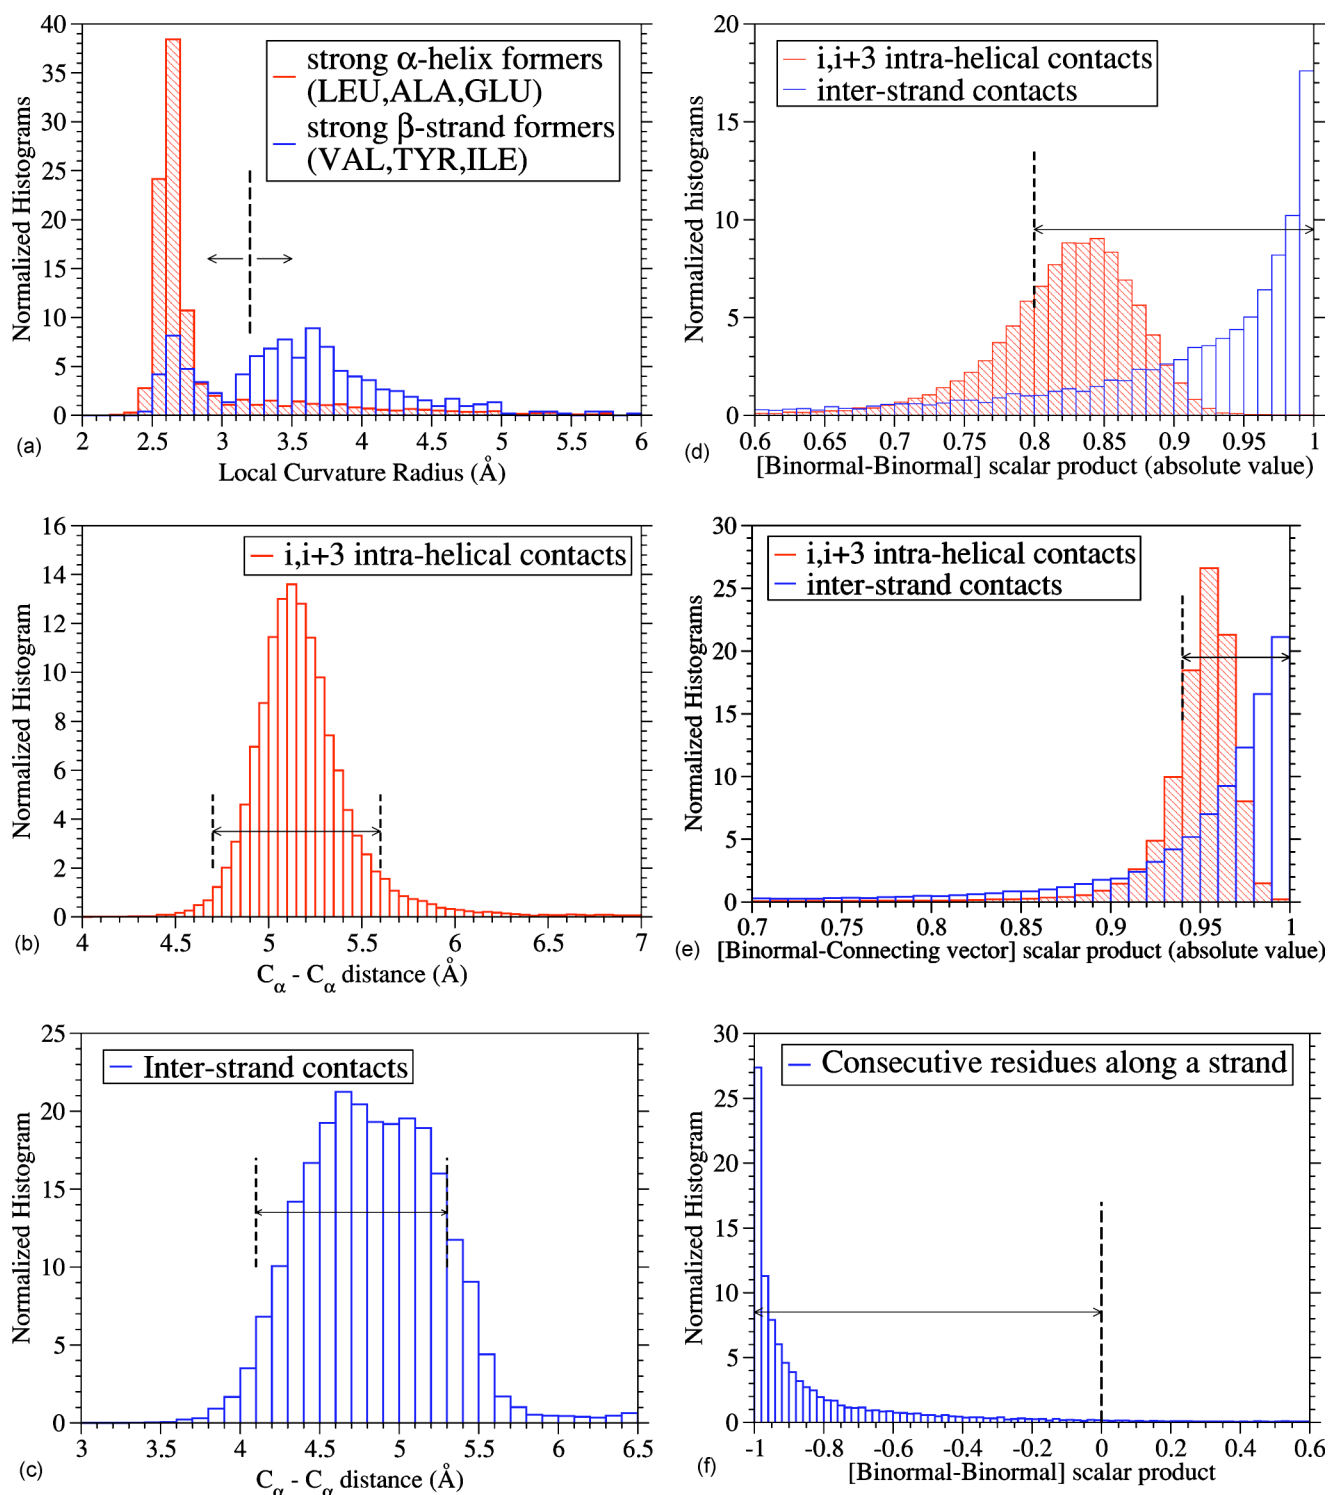 40
35
30
25
20
15
10
5
0
Normalized Histograms
strong α-helix formers
(LEU,ALA,GLU)
strong β-strand formers
(VAL,TYR,ILE)
2 2.5 3 3.5 4 4.5 5 5.5 6
(a)
Local Curvature Radius (Å)
20
15
10
5
0
Normalized histograms
i,i+3 intra-helical contacts
inter-strand contacts
0.6 0.65 0.7 0.75 0.8 0.85 0.9 0.95 1
(d)
[Binormal-Binormal] scalar product (absolute value)
16
14
12
10
8
6
4
2
0
Normalized Histogram
i,i+3 intra-helical contacts
4 4.5 5 5.5 6 6.5 7
(b)
Cα - Cα distance (Å)
30
25
20
15
10
5
0
Normalized Histograms
i,i+3 intra-helical contacts
inter-strand contacts
0.7 0.75 0.8 0.85 0.9 0.95 1
(e)
[Binormal-Connecting vector] scalar product (absolute value)
25
20
15
10
5
0
Normalized Histogram
Inter-strand contacts
3 3.5 4 4.5 5 5.5 6 6.5
(c)
Cα - Cα distance (Å)
30
25
20
15
10
5
0
Normalized Histogram
Consecutive residues along a strand
-1 -0.8 -0.6 -0.4 -0.2 0 0.2 0.4 0.6
(f)
[Binormal-Binormal] scalar product